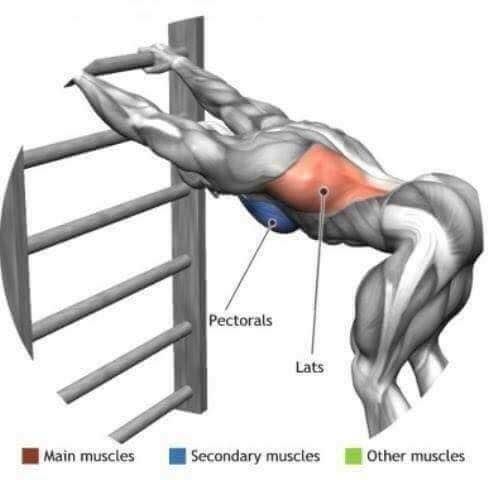 Pectorals
Lats
Main muscles
Secondary muscles
Other muscles